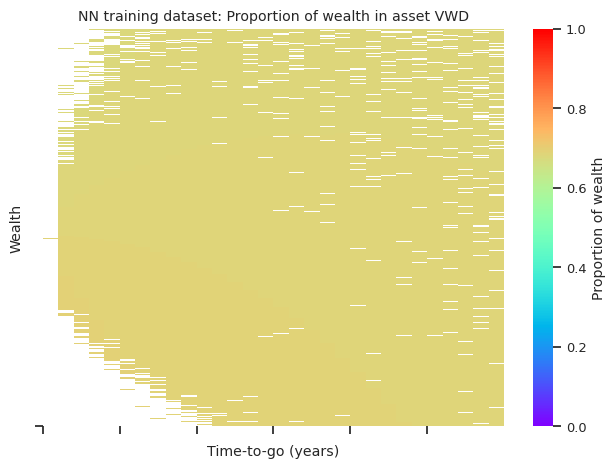 NN training dataset: Proportion of wealth in asset VWD
Wealth
Time-to-go (years)
1.0
0.8
0.6
0.4
0.2
0.0
Proportion of wealth